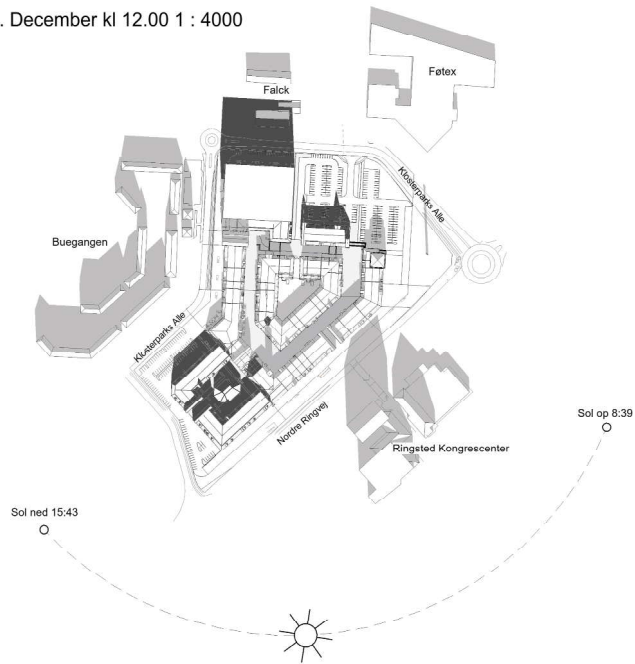 . December kl 12.00 1 : 4000
Føtex
Falck
Klosterparks Alle
Buegangen
Klosterparks Alle
Nordre Ringvej
Sol op 8:39
Ringsted Kongrescenter
Sol ned 15:43